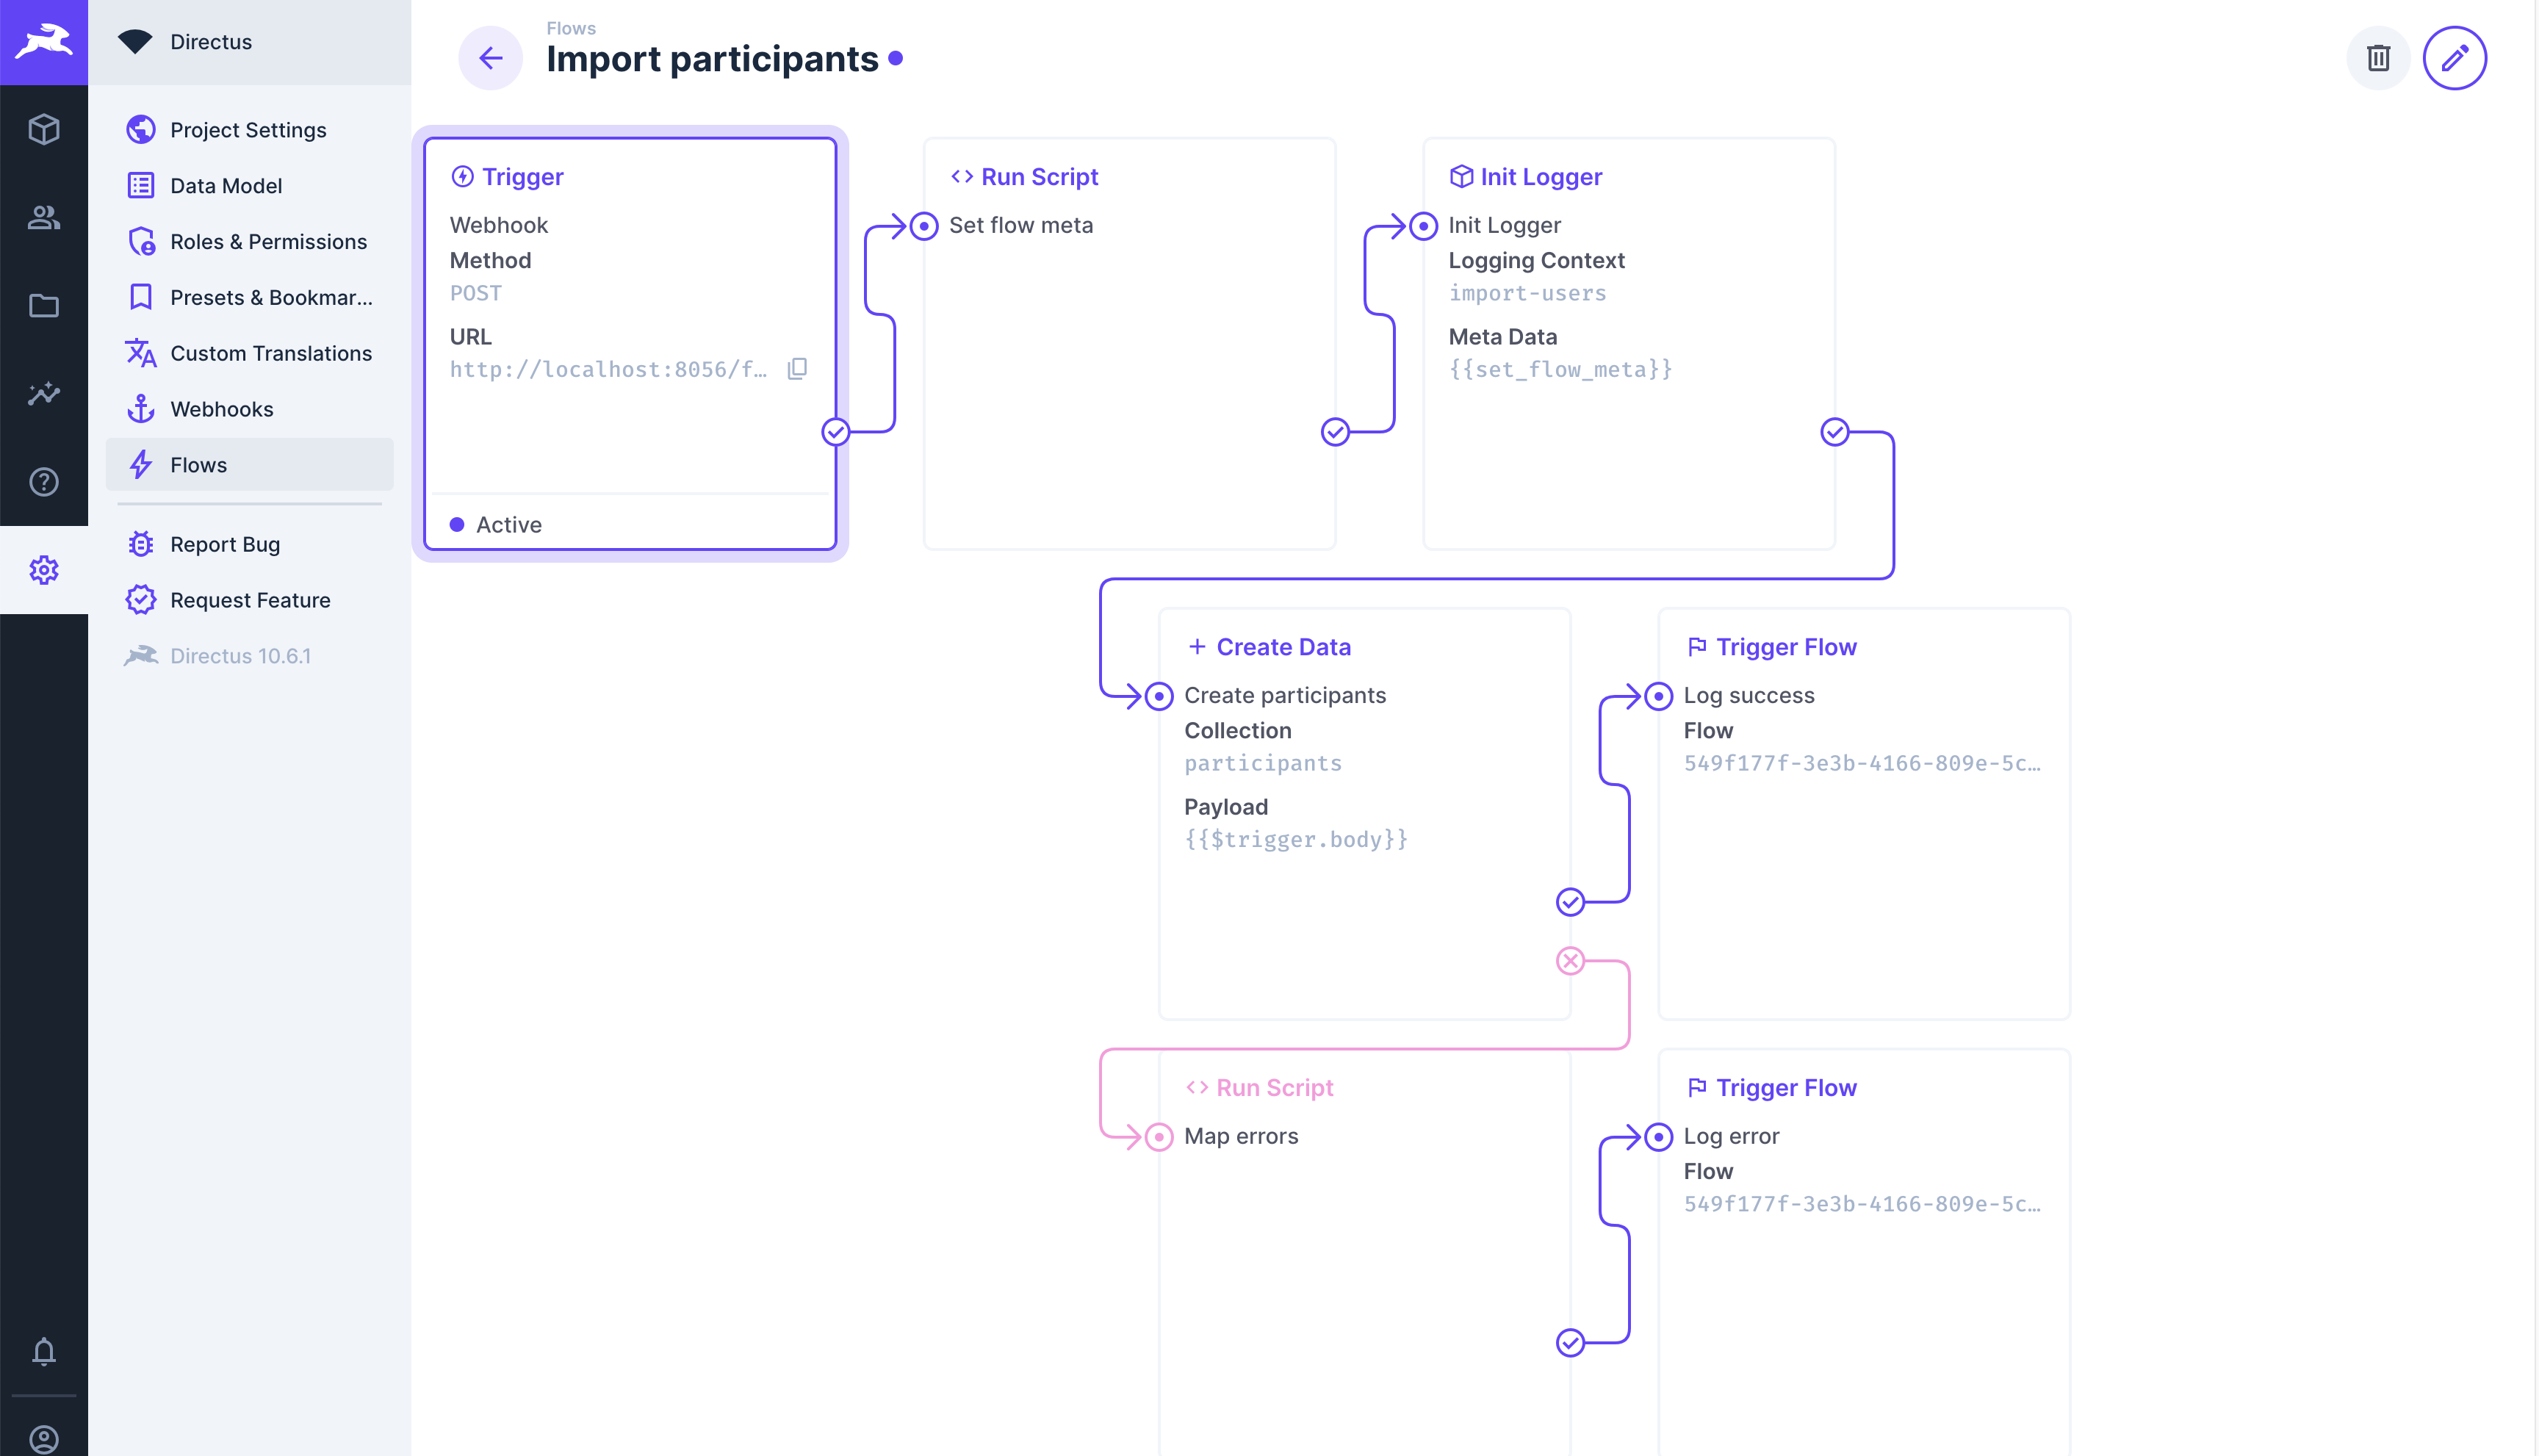 Directus
Project Settings
Data Model
Roles & Permissions
Presets & Bookmar...
Custom Translations
Webhooks
Flows
Report Bug
Request Feature
Directus 10.6.1
Flows
Import participants
Trigger
Webhook
Method
POST
URL
http://localhost:8056/f…
Active
Run Script
Set flow meta
Init Logger
Init Logger
Logging Context
import-users
Meta Data
{{set_flow_meta}}
Create Data
Create participants
Collection
participants
Payload
{{$trigger.body}}
Trigger Flow
Log success
Flow
549f177f-3e3b-4166-809e-5c…
Run Script
Map errors
Trigger Flow
Log error
Flow
549f177f-3e3b-4166-809e-5c…